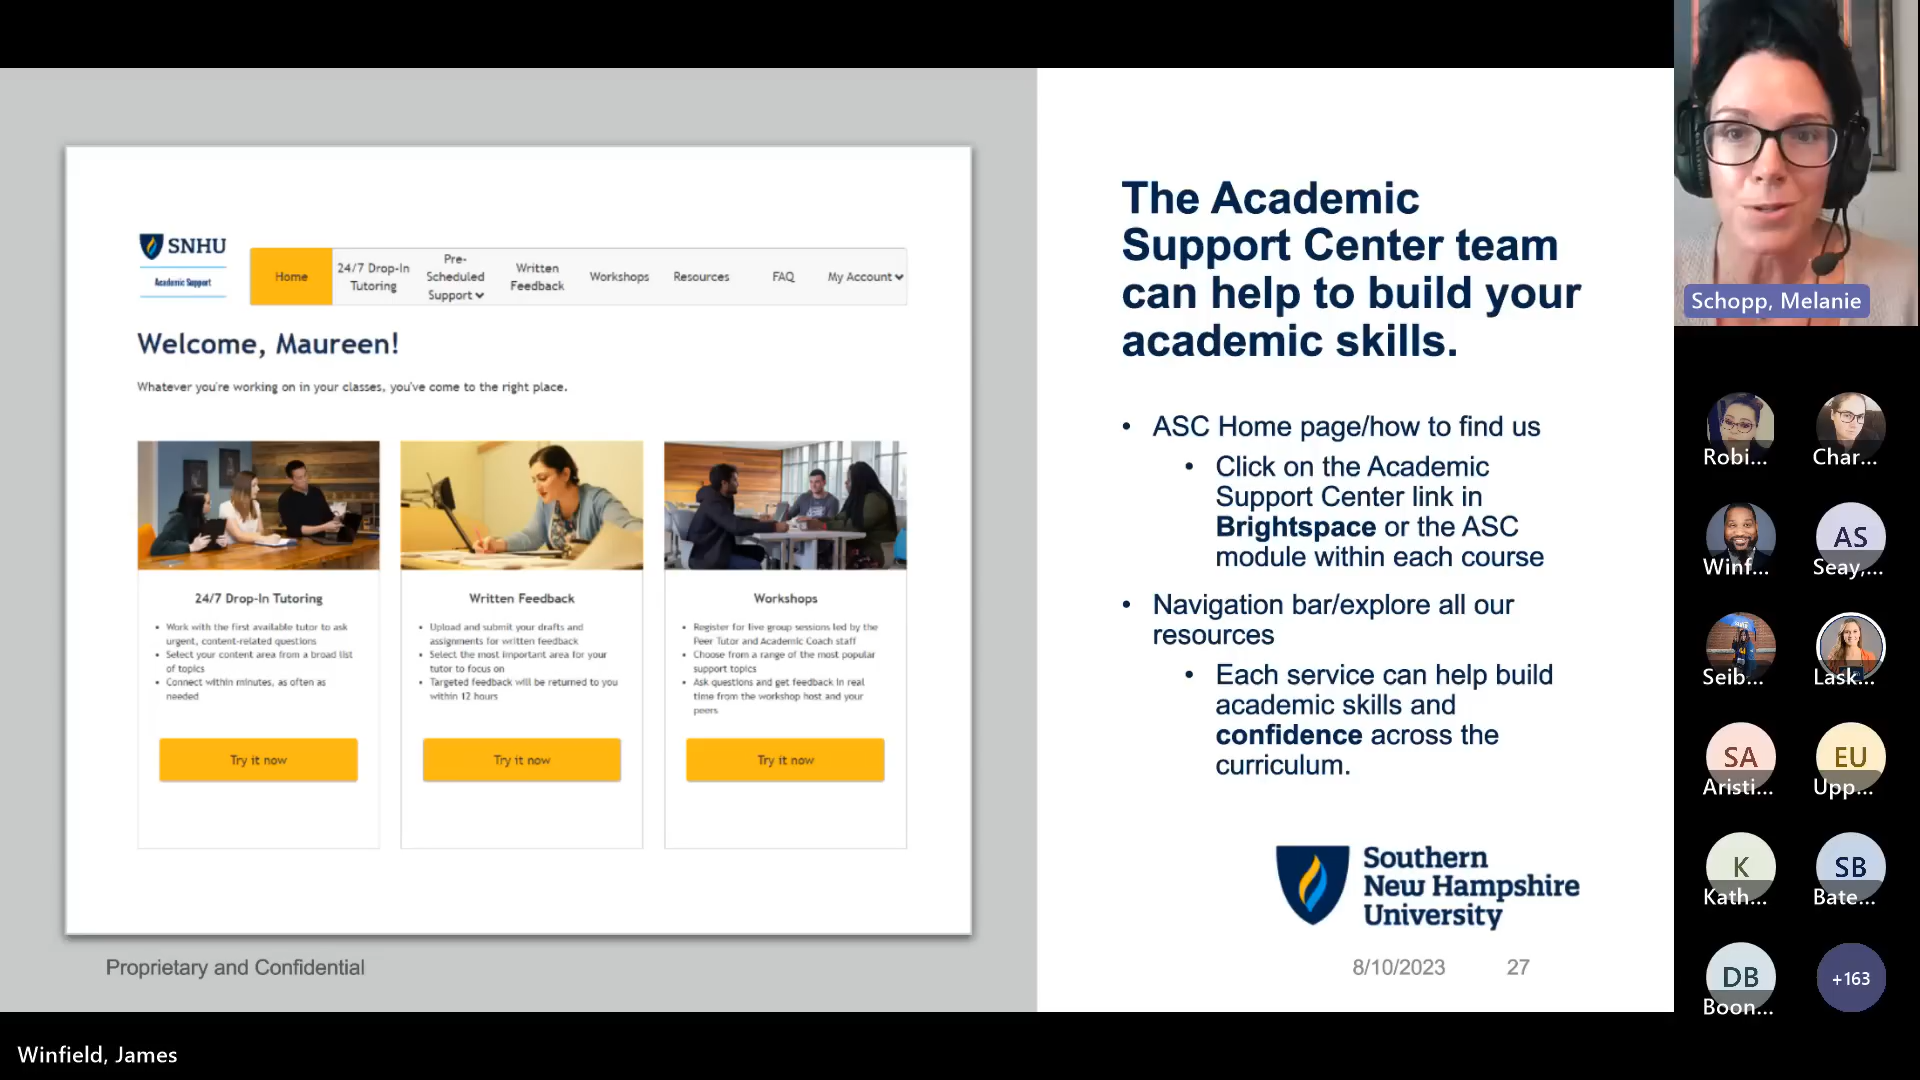 SNHU
Academic Support
Home
24/7 Drop-In
Tutoring
Pre-
Scheduled
Support
Written
Feedback
Workshops
Resources
FAQ
My Account
Welcome, Maureen!
Whatever you're working on in your classes, you've come to the right place.
24/7 Drop-In Tutoring
• Work with the first available tutor to ask
urgent, content-related questions
• Select your content area from a broad list
of topics
• Connect within minutes, as often as
needed
Try it now
Written Feedback
• Upload and submit your drafts and
assignments for written feedback
• Select the most important area for your
tutor to focus on
• Targeted feedback will be returned to you
within 12 hours
Try it now
Workshops
• Register for live group sessions led by the
Peer Tutor and Academic Coach staff
• Choose from a range of the most popular
support topics
• Ask questions and get feedback in real
time from the workshop host and your
peers
Try it now
Proprietary and Confidential
The Academic
Support Center team
can help to build your
academic skills.
• ASC Home page/how to find us
• Click on the Academic
Support Center link in
Brightspace or the ASC
module within each course
• Navigation bar/explore all our
resources
• Each service can help build
academic skills and
confidence across the
curriculum.
Southern
New Hampshire
University
8/10/2023 27
Schopp, Melanie
Robi...
Char...
Winf...
AS
Seay,...
Seib...
Lask...
SA
Aristi...
EU
Upp...
K
Kath...
SB
Bate...
DB
Boon...
+163
Winfield, James